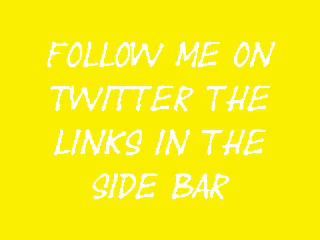 FOLLOW ME ON
TWITTER THE
LINKS IN THE
SIDE BAR